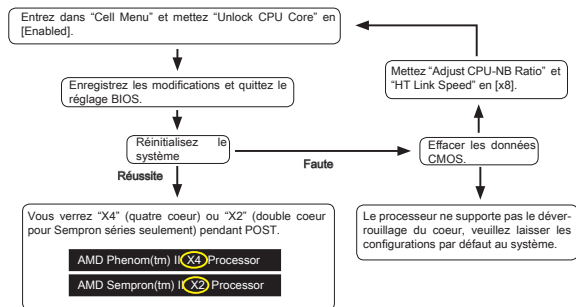 Entrez dans “Cell Menu” et mettez “Unlock CPU Core” en
[Enabled].
Enregistrez les modifications et quittez le
réglage BIOS.
Mettez “Adjust CPU-NB Ratio” et
“HT Link Speed” en [x8].
Réinitialisez le
système
Effacer les données
CMOS.
Faute
Réussite
Vous verrez “X4” (quatre coeur) ou “X2” (double coeur
pour Sempron séries seulement) pendant POST.
AMD Phenom(tm) II X4 Processor
AMD Sempron(tm) II X2 Processor
Le processeur ne supporte pas le déver-
rouillage du coeur, veuillez laisser les
configurations par défaut au système.